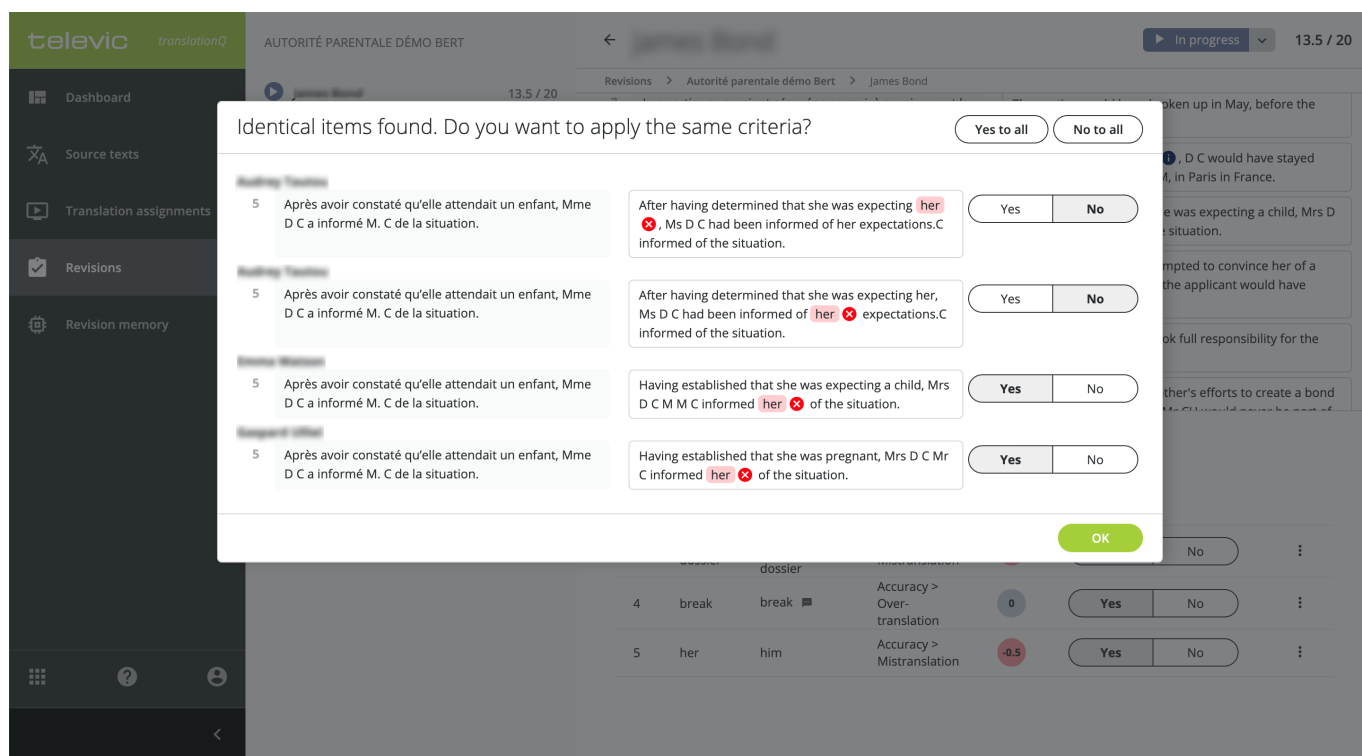 televic translationQ
AUTORITÉ PARENTALE DÉMO BERT
In progress
13.5 / 20
Revisions > Autorité parentale démo Bert > James Bond
Dashboard
Source texts
Translation assignments
Revisions
Revision memory
13.5 / 20
Identical items found. Do you want to apply the same criteria?
Yes to all
No to all
5
Après avoir constaté qu'elle attendait un enfant, Mme
D C a informé M. C de la situation.
After having determined that she was expecting her
, Ms D C had been informed of her expectations.C
informed of the situation.
Yes
No
5
Après avoir constaté qu'elle attendait un enfant, Mme
D C a informé M. C de la situation.
After having determined that she was expecting her,
Ms D C had been informed of her expectations.C
informed of the situation.
Yes
No
5
Après avoir constaté qu'elle attendait un enfant, Mme
D C a informé M. C de la situation.
Having established that she was expecting a child, Mrs
D C M M C informed her of the situation.
Yes
No
5
Après avoir constaté qu'elle attendait un enfant, Mme
D C a informé M. C de la situation.
Having established that she was pregnant, Mrs D C Mr
C informed her of the situation.
Yes
No
OK
oken up in May, before the
, D C would have stayed
, in Paris in France.
e was expecting a child, Mrs D
situation.
mpted to convince her of a
the applicant would have
ok full responsibility for the
ther's efforts to create a bond
dossier
No
4 break break Accuracy >
Over-
translation
0 Yes No
5 her him Accuracy >
Mistranslation
-0.5 Yes No